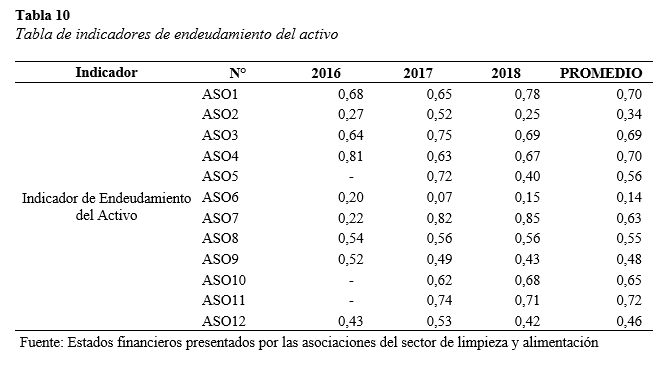 Tabla 10
Tabla de indicadores de endeudamiento del activo
Indicador N° 2016 2017 2018 PROMEDIO
ASO1 0,68 0,65 0,78 0,70
ASO2 0,27 0,52 0,25 0,34
ASO3 0,64 0,75 0,69 0,69
ASO4 0,81 0,63 0,67 0,70
ASO5 - 0,72 0,40 0,56
Indicador de Endeudamiento ASO6 0,20 0,07 0,15 0,14
del Activo ASO7 0,22 0,82 0,85 0,63
ASO8 0,54 0,56 0,56 0,55
ASO9 0,52 0,49 0,43 0,48
ASO10 - 0,62 0,68 0,65
ASO11 - 0,74 0,71 0,72
ASO12 0,43 0,53 0,42 0,46
Fuente: Estados financieros presentados por las asociaciones del sector de limpieza y alimentación